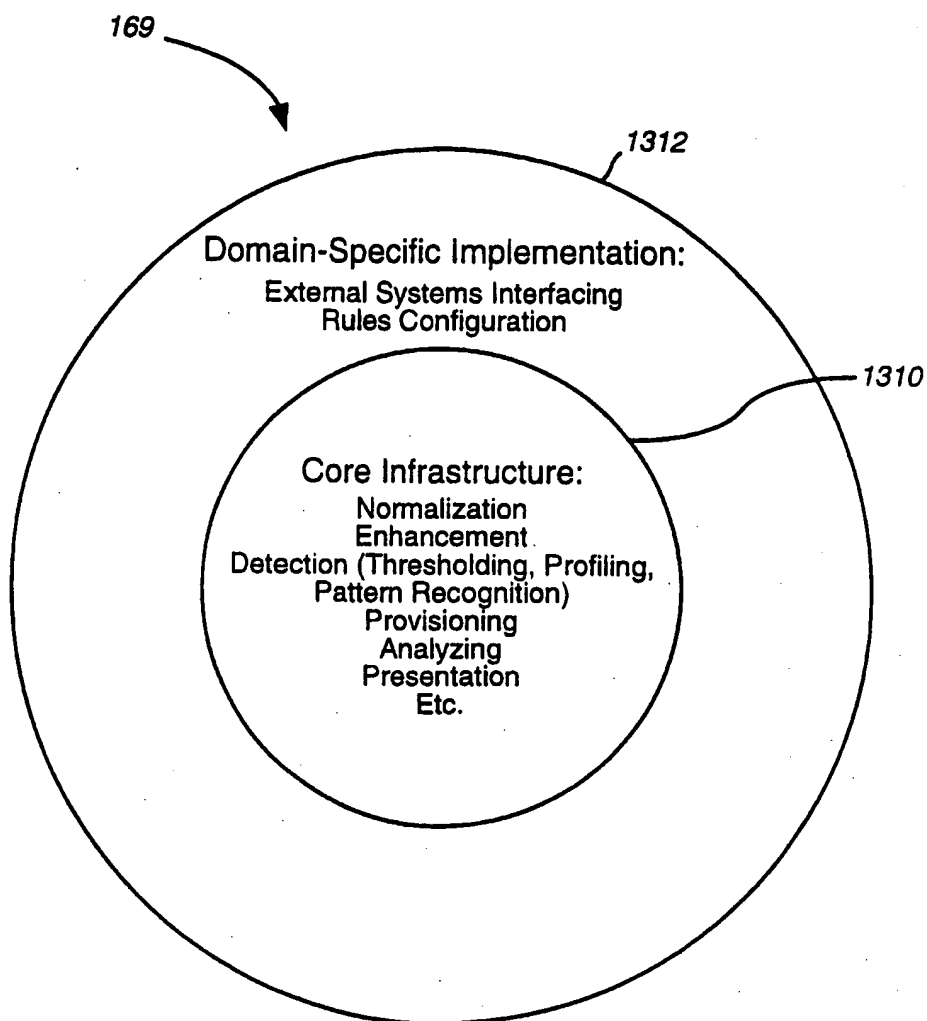 169
1312
Domain-Specific Implementation:
External Systems Interfacing
Rules Configuration
1310
Core Infrastructure:
Normalization
Enhancement
Detection (Thresholding, Profiling,
Pattern Recognition)
Provisioning
Analyzing
Presentation
Etc.